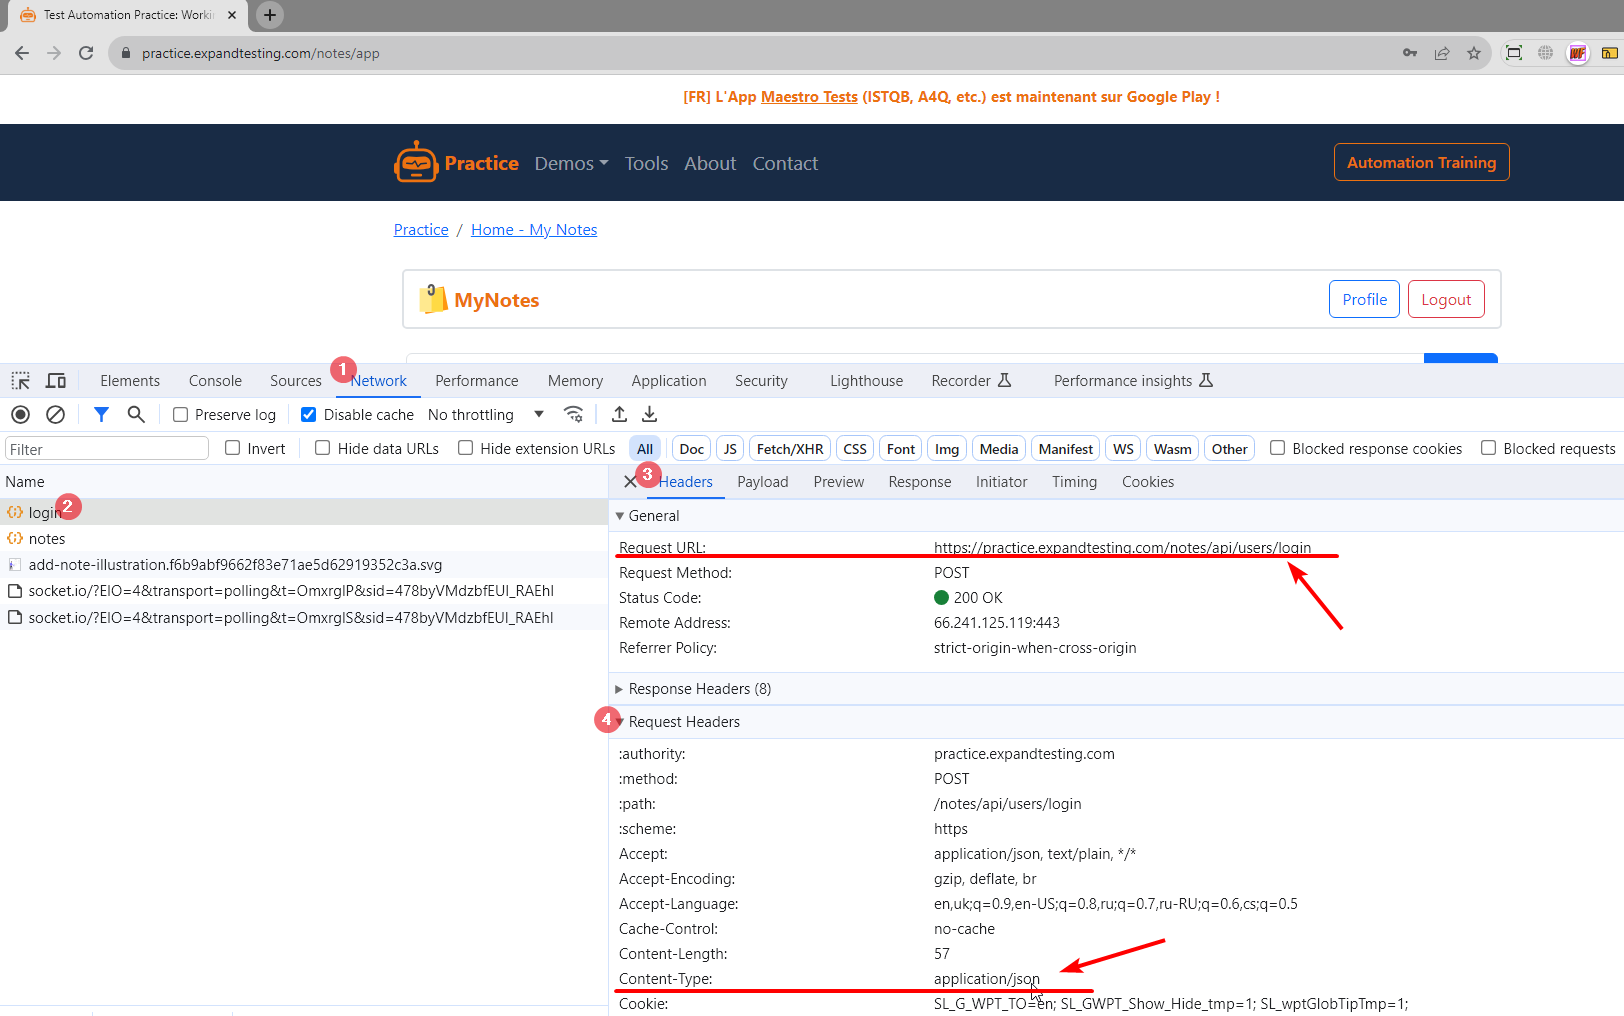 Test Automation Practice: Workin
practice.expandtesting.com/notes/app
[FR] L'App Maestro Tests (ISTQB, A4Q, etc.) est maintenant sur Google Play !
Practice Demos Tools About Contact Automation Training
Practice / Home - My Notes
MyNotes Profile Logout
1
Elements Console Sources Network Performance Memory Application Security Lighthouse Recorder Performance insights
Preserve log Disable cache No throttling
Filter Invert Hide data URLs Hide extension URLs All Doc JS Fetch/XHR CSS Font Img Media Manifest WS Wasm Other Blocked response cookies Blocked requests
Name
3 Headers Payload Preview Response Initiator Timing Cookies
login 2
notes
add-note-illustration.f6b9abf9662f83e71ae5d62919352c3a.svg
socket.io/?EIO=4&transport=polling&t=OmxrglP&sid=478byVMdzbfEUI_RAEhI
socket.io/?EIO=4&transport=polling&t=OmxrglS&sid=478byVMdzbfEUI_RAEhI
General
Request URL: https://practice.expandtesting.com/notes/api/users/login
Request Method: POST
Status Code: 200 OK
Remote Address: 66.241.125.119:443
Referrer Policy: strict-origin-when-cross-origin
Response Headers (8)
4 Request Headers
:authority: practice.expandtesting.com
:method: POST
:path: /notes/api/users/login
:scheme: https
Accept: application/json, text/plain, */*
Accept-Encoding: gzip, deflate, br
Accept-Language: en,uk;q=0.9,en-US;q=0.8,ru;q=0.7,ru-RU;q=0.6,cs;q=0.5
Cache-Control: no-cache
Content-Length: 57
Content-Type: application/json
Cookie: SL_G_WPT_TO=en; SL_GWPT_Show_Hide_tmp=1; SL_wptGlobTipTmp=1;